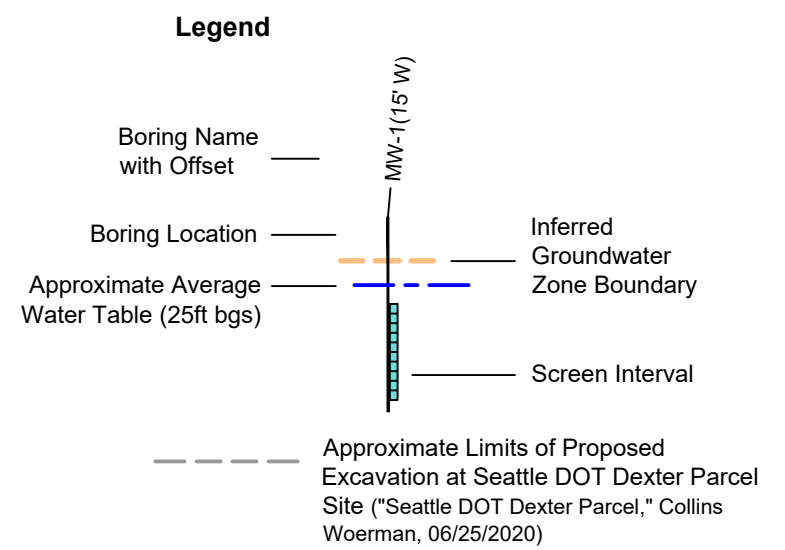 Legend
MW-1(15' W)
Boring Name
with Offset
Boring Location
Inferred
Groundwater
Zone Boundary
Approximate Average
Water Table (25ft bgs)
Screen Interval
Approximate Limits of Proposed
Excavation at Seattle DOT Dexter Parcel
Site ("Seattle DOT Dexter Parcel," Collins
Woerman, 06/25/2020)